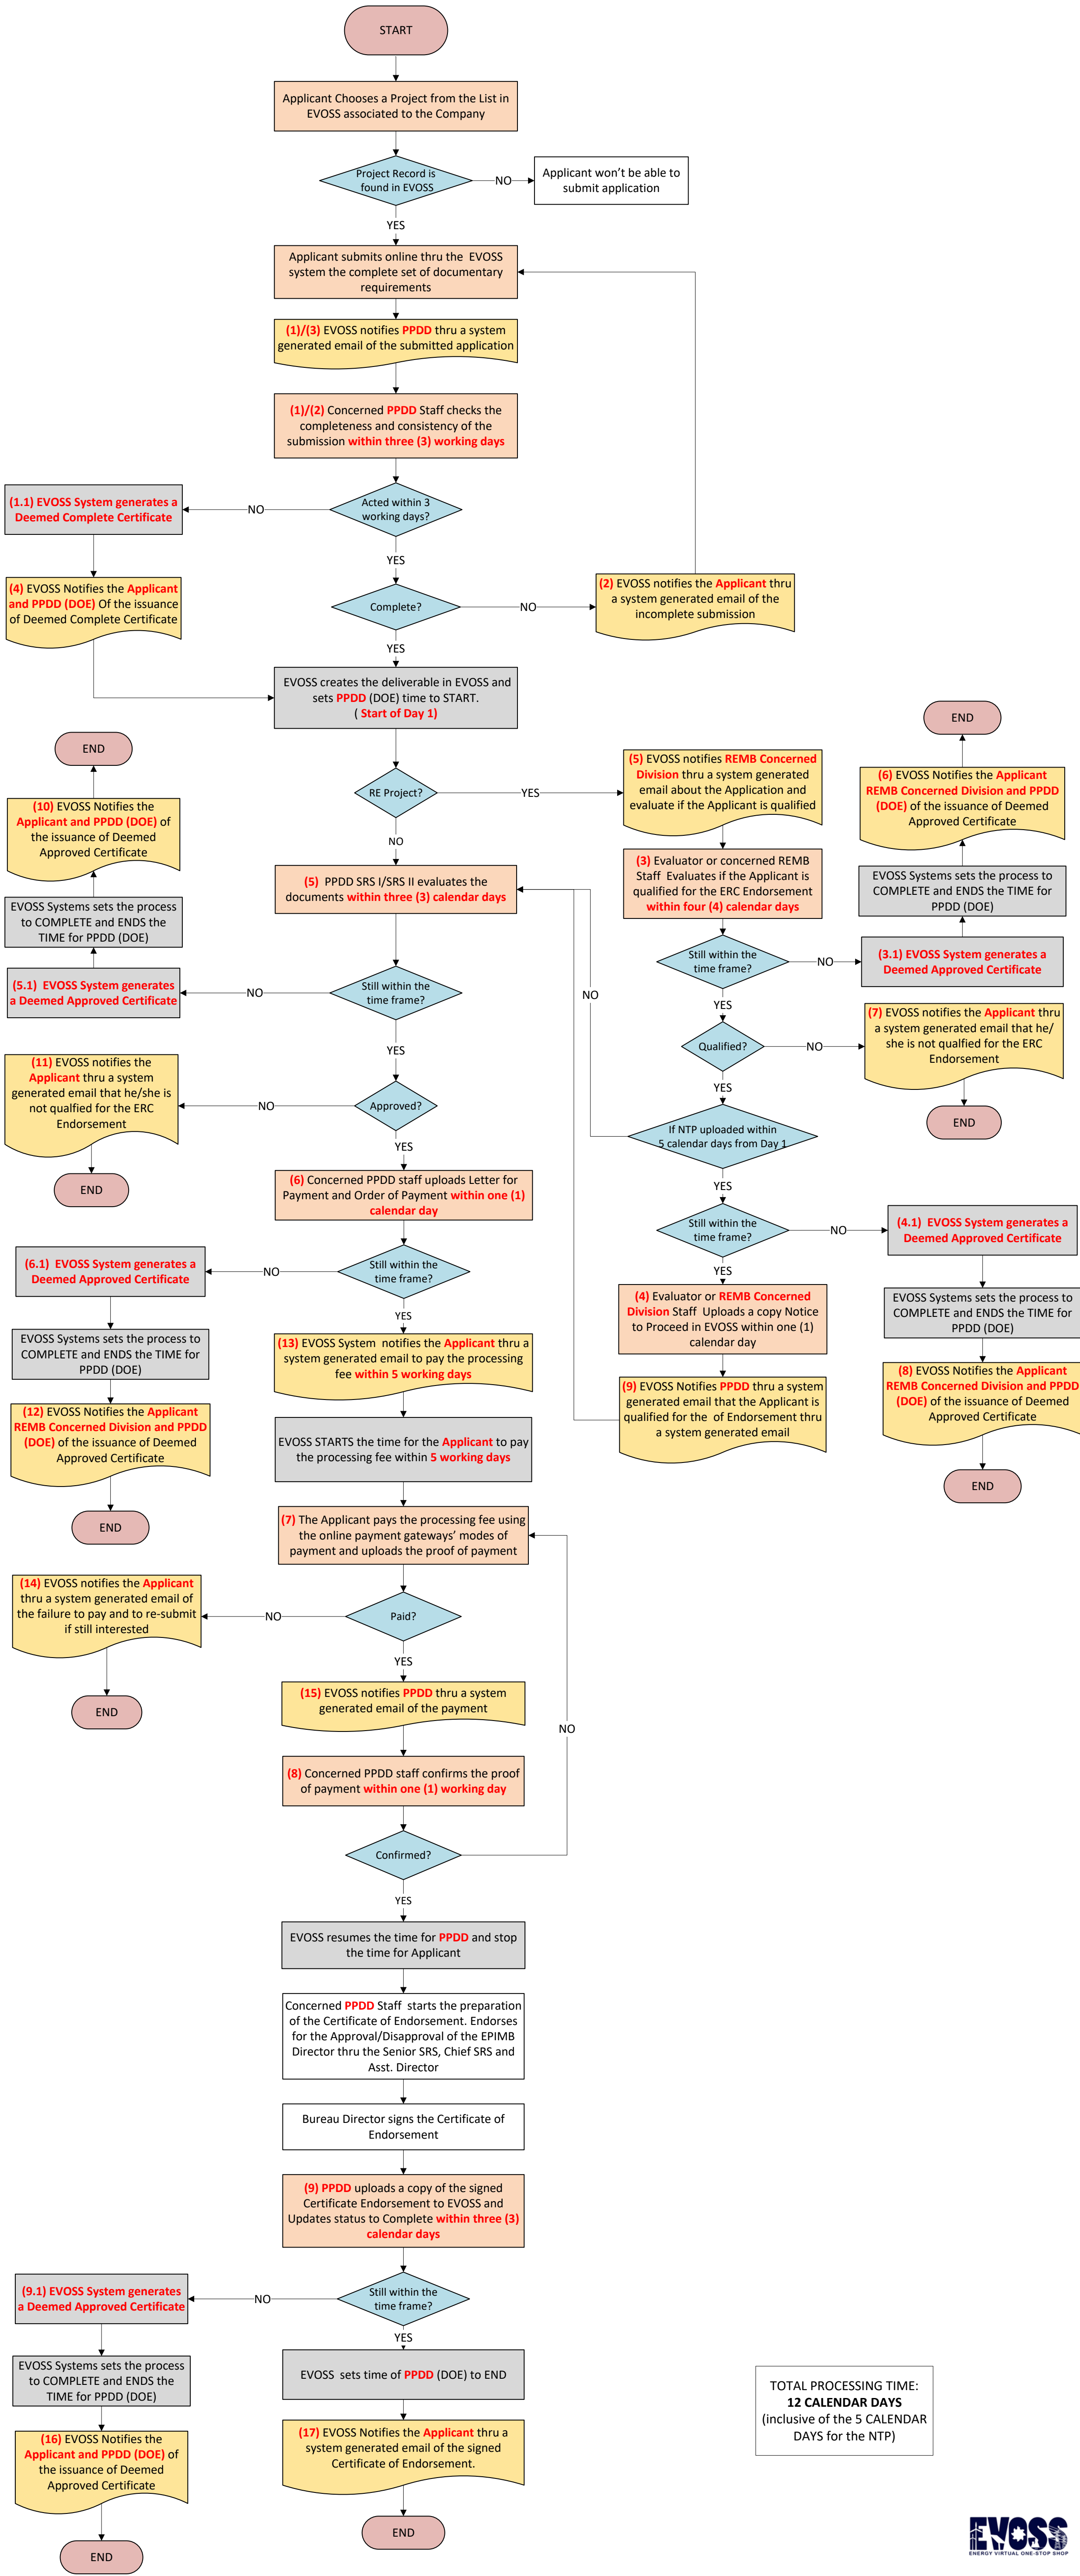 START
Applicant Chooses a Project from the List in
EVOSS associated to the Company
Project Record is
found in EVOSS
NO
Applicant won't be able to
submit application
YES
Applicant submits online thru the EVOSS
system the complete set of documentary
requirements
(1)/(3) EVOSS notifies PPDD thru a system
generated email of the submitted application
(1)/(2) Concerned PPDD Staff checks the
completeness and consistency of the
submission within three (3) working days
Acted within 3
working days?
NO
(1.1) EVOSS System generates a
Deemed Complete Certificate
(4) EVOSS Notifies the Applicant
and PPDD (DOE) Of the issuance
of Deemed Complete Certificate
YES
Complete?
NO
(2) EVOSS notifies the Applicant thru
a system generated email of the
incomplete submission
YES
EVOSS creates the deliverable in EVOSS and
sets PPDD (DOE) time to START.
( Start of Day 1)
RE Project?
YES
(5) EVOSS notifies REMB Concerned
Division thru a system generated
email about the Application and
evaluate if the Applicant is qualified
(3) Evaluator or concerned REMB
Staff Evaluates if the Applicant is
qualified for the ERC Endorsement
within four (4) calendar days
Still within the
time frame?
NO
(3.1) EVOSS System generates a
Deemed Approved Certificate
EVOSS Systems sets the process to
COMPLETE and ENDS the TIME for
PPDD (DOE)
(6) EVOSS Notifies the Applicant
REMB Concerned Division and PPDD
(DOE) of the issuance of Deemed
Approved Certificate
END
YES
Qualified?
NO
(7) EVOSS notifies the Applicant thru
a system generated email that he/
she is not qualfied for the ERC
Endorsement
END
YES
If NTP uploaded within
5 calendar days from Day 1
NO
YES
Still within the
time frame?
NO
(4.1) EVOSS System generates a
Deemed Approved Certificate
EVOSS Systems sets the process to
COMPLETE and ENDS the TIME for
PPDD (DOE)
(8) EVOSS Notifies the Applicant
REMB Concerned Division and PPDD
(DOE) of the issuance of Deemed
Approved Certificate
END
YES
(4) Evaluator or REMB Concerned
Division Staff Uploads a copy Notice
to Proceed in EVOSS within one (1)
calendar day
(9) EVOSS Notifies PPDD thru a system
generated email that the Applicant is
qualified for the of Endorsement thru
a system generated email
NO
(5) PPDD SRS I/SRS II evaluates the
documents within three (3) calendar days
Still within the
time frame?
NO
(5.1) EVOSS System generates
a Deemed Approved Certificate
EVOSS Systems sets the process
to COMPLETE and ENDS the
TIME for PPDD (DOE)
(10) EVOSS Notifies the
Applicant and PPDD (DOE) of
the issuance of Deemed
Approved Certificate
END
YES
Approved?
NO
(11) EVOSS notifies the
Applicant thru a system
generated email that he/she is
not qualfied for the ERC
Endorsement
END
YES
(6) Concerned PPDD staff uploads Letter for
Payment and Order of Payment within one (1)
calendar day
Still within the
time frame?
NO
(6.1) EVOSS System generates a
Deemed Approved Certificate
EVOSS Systems sets the process to
COMPLETE and ENDS the TIME for
PPDD (DOE)
(12) EVOSS Notifies the Applicant
REMB Concerned Division and PPDD
(DOE) of the issuance of Deemed
Approved Certificate
END
YES
(13) EVOSS System notifies the Applicant thru a
system generated email to pay the processing
fee within 5 working days
EVOSS STARTS the time for the Applicant to pay
the processing fee within 5 working days
(7) The Applicant pays the processing fee using
the online payment gateways' modes of
payment and uploads the proof of payment
Paid?
NO
(14) EVOSS notifies the Applicant
thru a system generated email of
the failure to pay and to re-submit
if still interested
END
YES
(15) EVOSS notifies PPDD thru a system
generated email of the payment
(8) Concerned PPDD staff confirms the proof
of payment within one (1) working day
Confirmed?
NO
YES
EVOSS resumes the time for PPDD and stop
the time for Applicant
Concerned PPDD Staff starts the preparation
of the Certificate of Endorsement. Endorses
for the Approval/Disapproval of the EPIMB
Director thru the Senior SRS, Chief SRS and
Asst. Director
Bureau Director signs the Certificate of
Endorsement
(9) PPDD uploads a copy of the signed
Certificate Endorsement to EVOSS and
Updates status to Complete within three (3)
calendar days
Still within the
time frame?
NO
(9.1) EVOSS System generates
a Deemed Approved Certificate
EVOSS Systems sets the process
to COMPLETE and ENDS the
TIME for PPDD (DOE)
(16) EVOSS Notifies the
Applicant and PPDD (DOE) of
the issuance of Deemed
Approved Certificate
END
YES
EVOSS sets time of PPDD (DOE) to END
(17) EVOSS Notifies the Applicant thru a
system generated email of the signed
Certificate of Endorsement.
END
TOTAL PROCESSING TIME:
12 CALENDAR DAYS
(inclusive of the 5 CALENDAR
DAYS for the NTP)
EVOSS
ENERGY VIRTUAL ONE-STOP SHOP